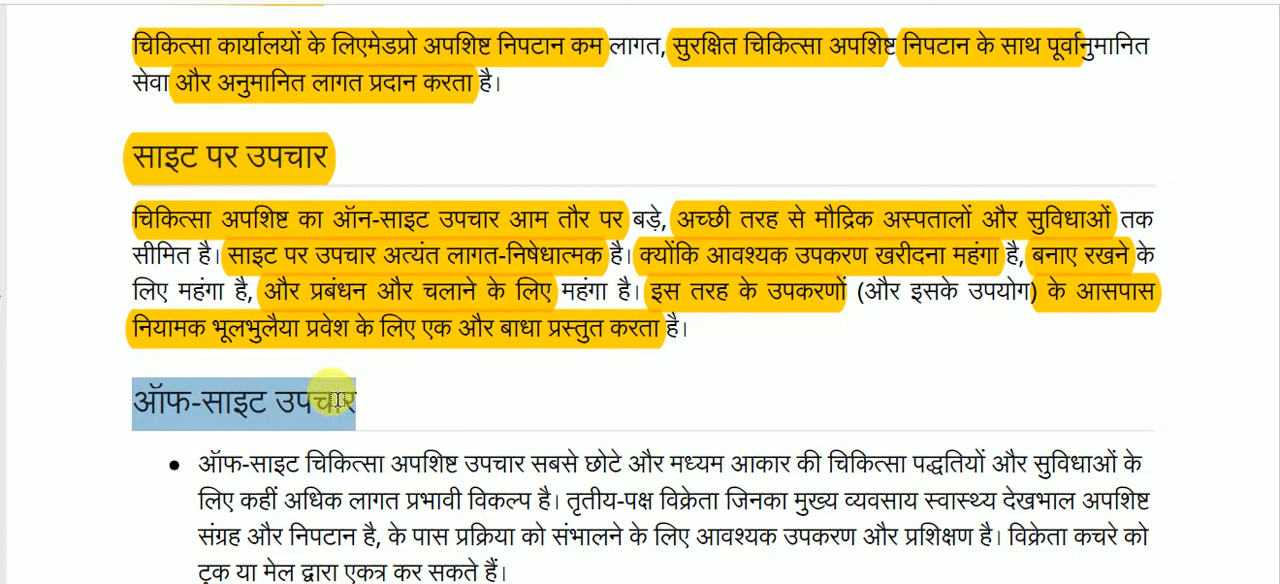 चिकित्सा कार्यालयों के लिएमेडप्रो अपशिष्ट निपटान कम लागत, सुरक्षित चिकित्सा अपशिष्ट निपटान के साथ पूर्वानुमानित
सेवा और अनुमानित लागत प्रदान करता है।
साइट पर उपचार
चिकित्सा अपशिष्ट का ऑन-साइट उपचार आम तौर पर बड़े, अच्छी तरह से मौद्रिक अस्पतालों और सुविधाओं तक
सीमित है। साइट पर उपचार अत्यंत लागत-निषेधात्मक है। क्योंकि आवश्यक उपकरण खरीदना महंगा है, बनाए रखने के
लिए महंगा है, और प्रबंधन और चलाने के लिए महंगा है। इस तरह के उपकरणों (और इसके उपयोग) के आसपास
नियामक भूलभुलैया प्रवेश के लिए एक और बाधा प्रस्तुत करता है।
ऑफ-साइट उपचार
• ऑफ-साइट चिकित्सा अपशिष्ट उपचार सबसे छोटे और मध्यम आकार की चिकित्सा पद्धतियों और सुविधाओं के
लिए कहीं अधिक लागत प्रभावी विकल्प है। तृतीय-पक्ष विक्रेता जिनका मुख्य व्यवसाय स्वास्थ्य देखभाल अपशिष्ट
संग्रह और निपटान है, के पास प्रक्रिया को संभालने के लिए आवश्यक उपकरण और प्रशिक्षण है। विक्रेता कचरे को
ट्रक या मेल द्वारा एकत्र कर सकते हैं।